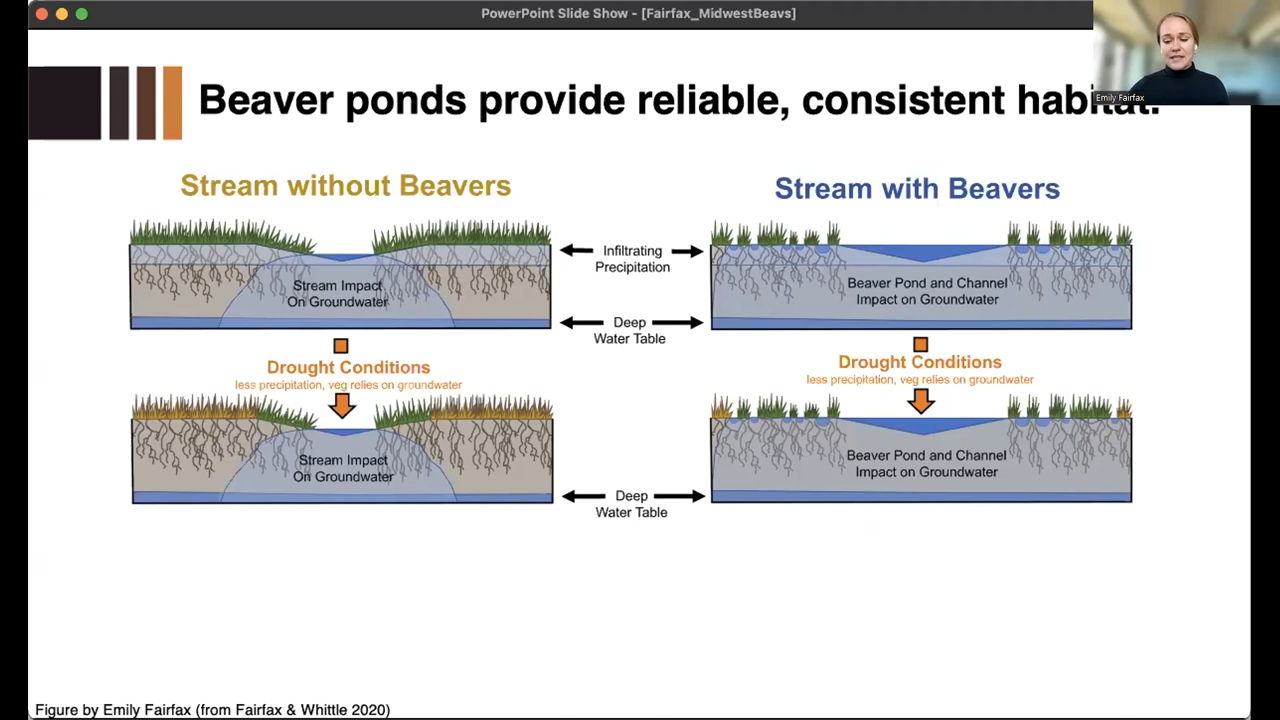 PowerPoint Slide Show - [Fairfax_MidwestBeavs]
Emily Fairfax
Beaver ponds provide reliable, consistent habitat.
Stream without Beavers
Stream with Beavers
Infiltrating
Precipitation
Stream Impact
On Groundwater
Beaver Pond and Channel
Impact on Groundwater
Deep
Water Table
Drought Conditions
less precipitation, veg relies on groundwater
Drought Conditions
less precipitation, veg relies on groundwater
Stream Impact
On Groundwater
Beaver Pond and Channel
Impact on Groundwater
Deep
Water Table
Figure by Emily Fairfax (from Fairfax & Whittle 2020)